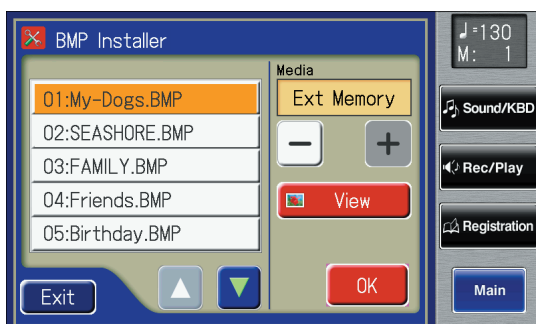 BMP Installer
01:My-Dogs.BMP
02:SEASHORE.BMP
03:FAMILY.BMP
04:Friends.BMP
05:Birthday.BMP
Exit
Media
Ext Memory
− +
View
OK
♩=130
M: 1
Sound/KBD
Rec/Play
Registration
Main